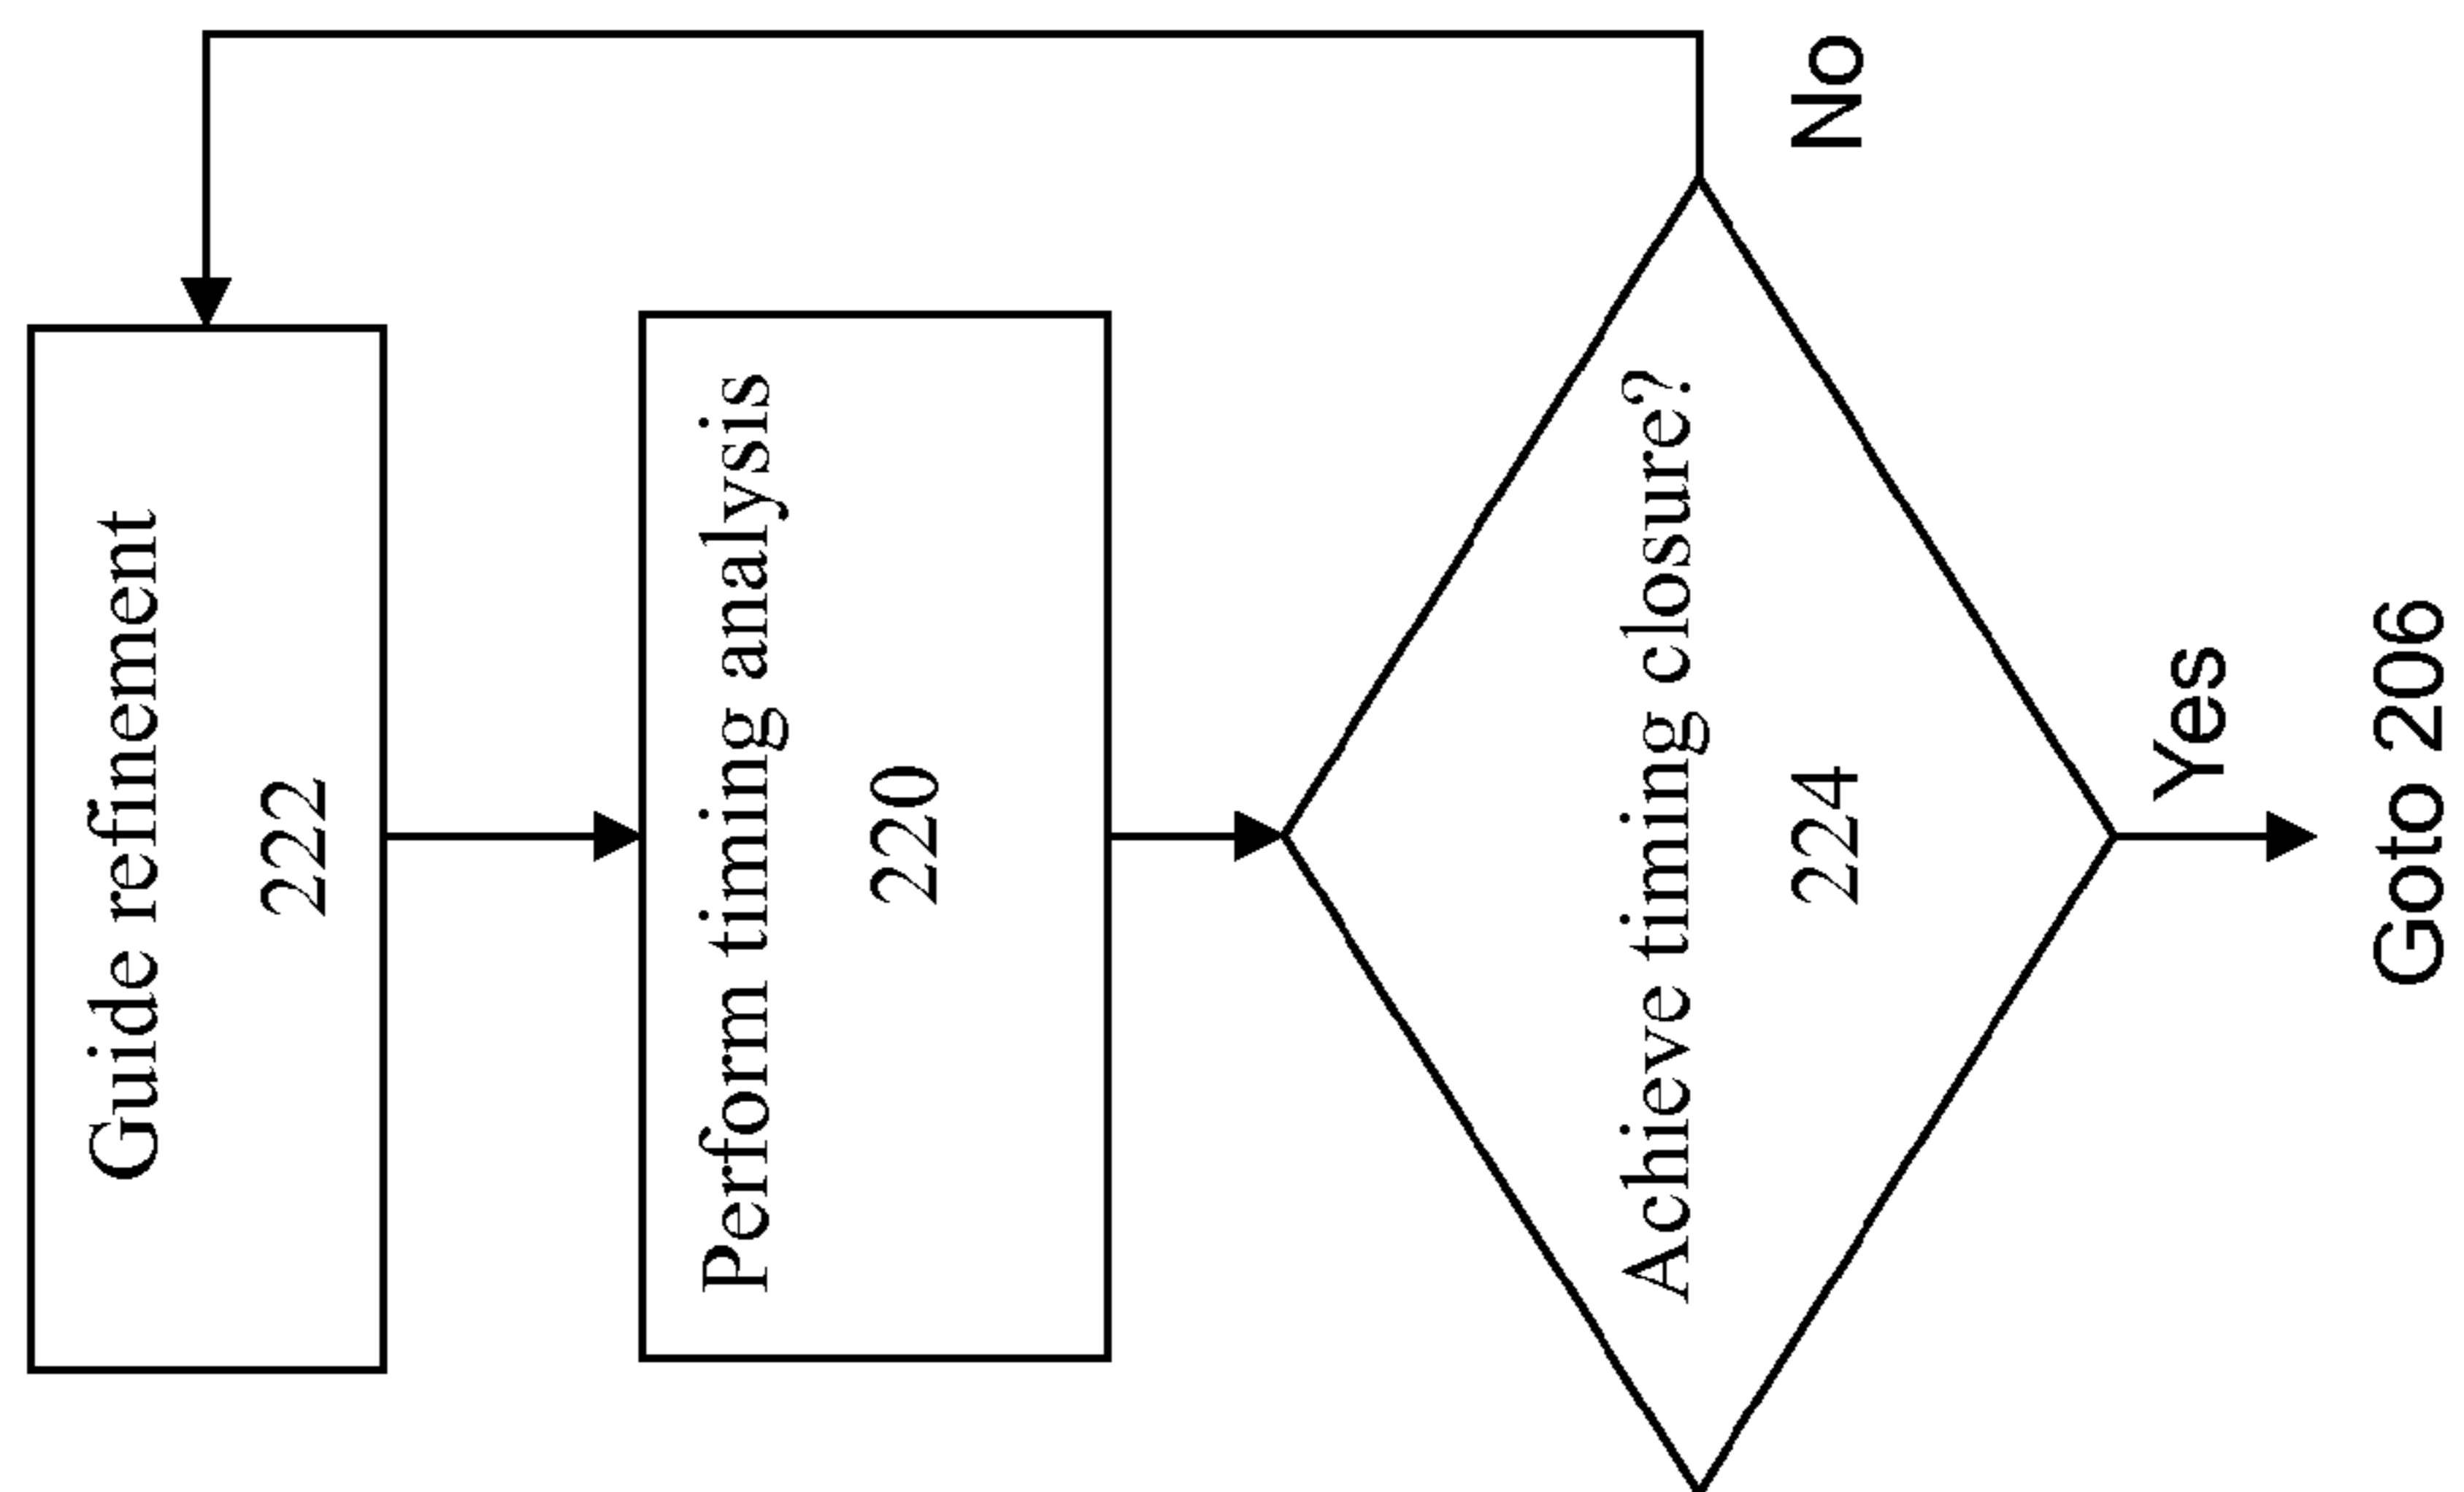 Guide refinement
222
Perform timing analysis
220
Achieve timing closure?
224
No
Yes
Goto 206